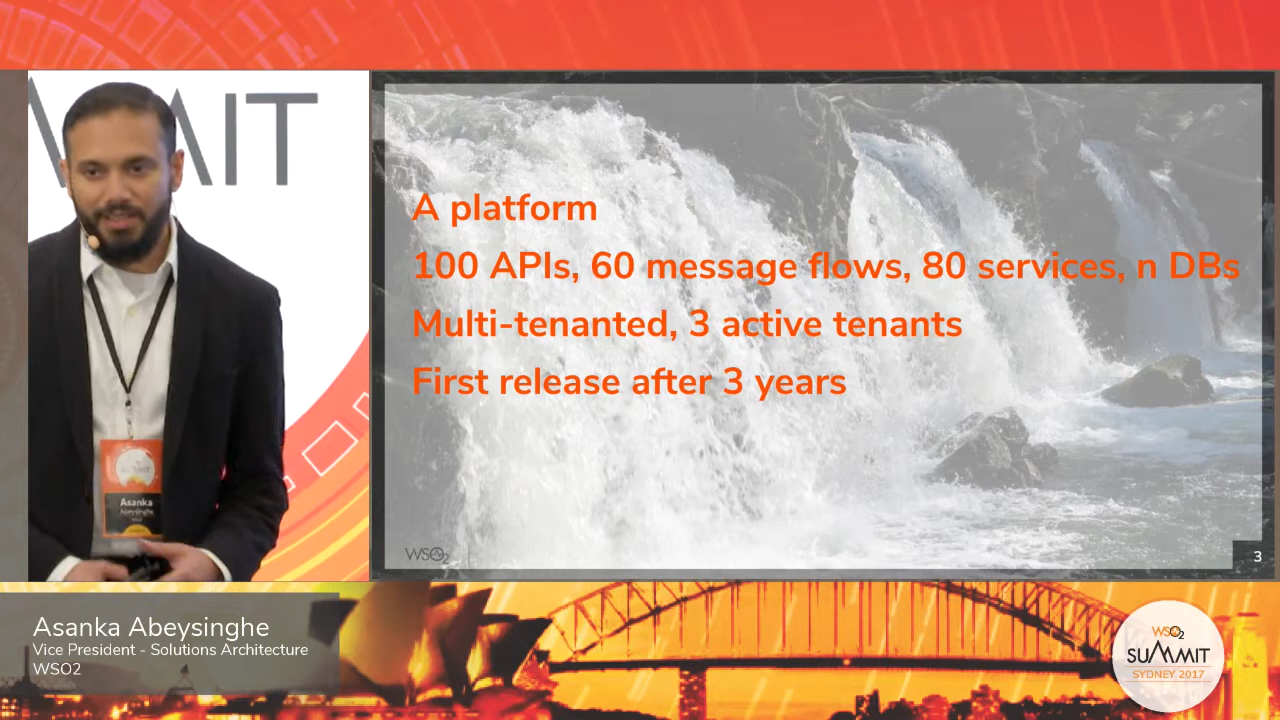 MIT
A platform
100 APIs, 60 message flows, 80 services, n DBs
Multi-tenanted, 3 active tenants
First release after 3 years
Asanka
Abeysinghe
WSO2
3
Asanka Abeysinghe
Vice President - Solutions Architecture
WSO2
WSO2
SUMMIT
SYDNEY 2017